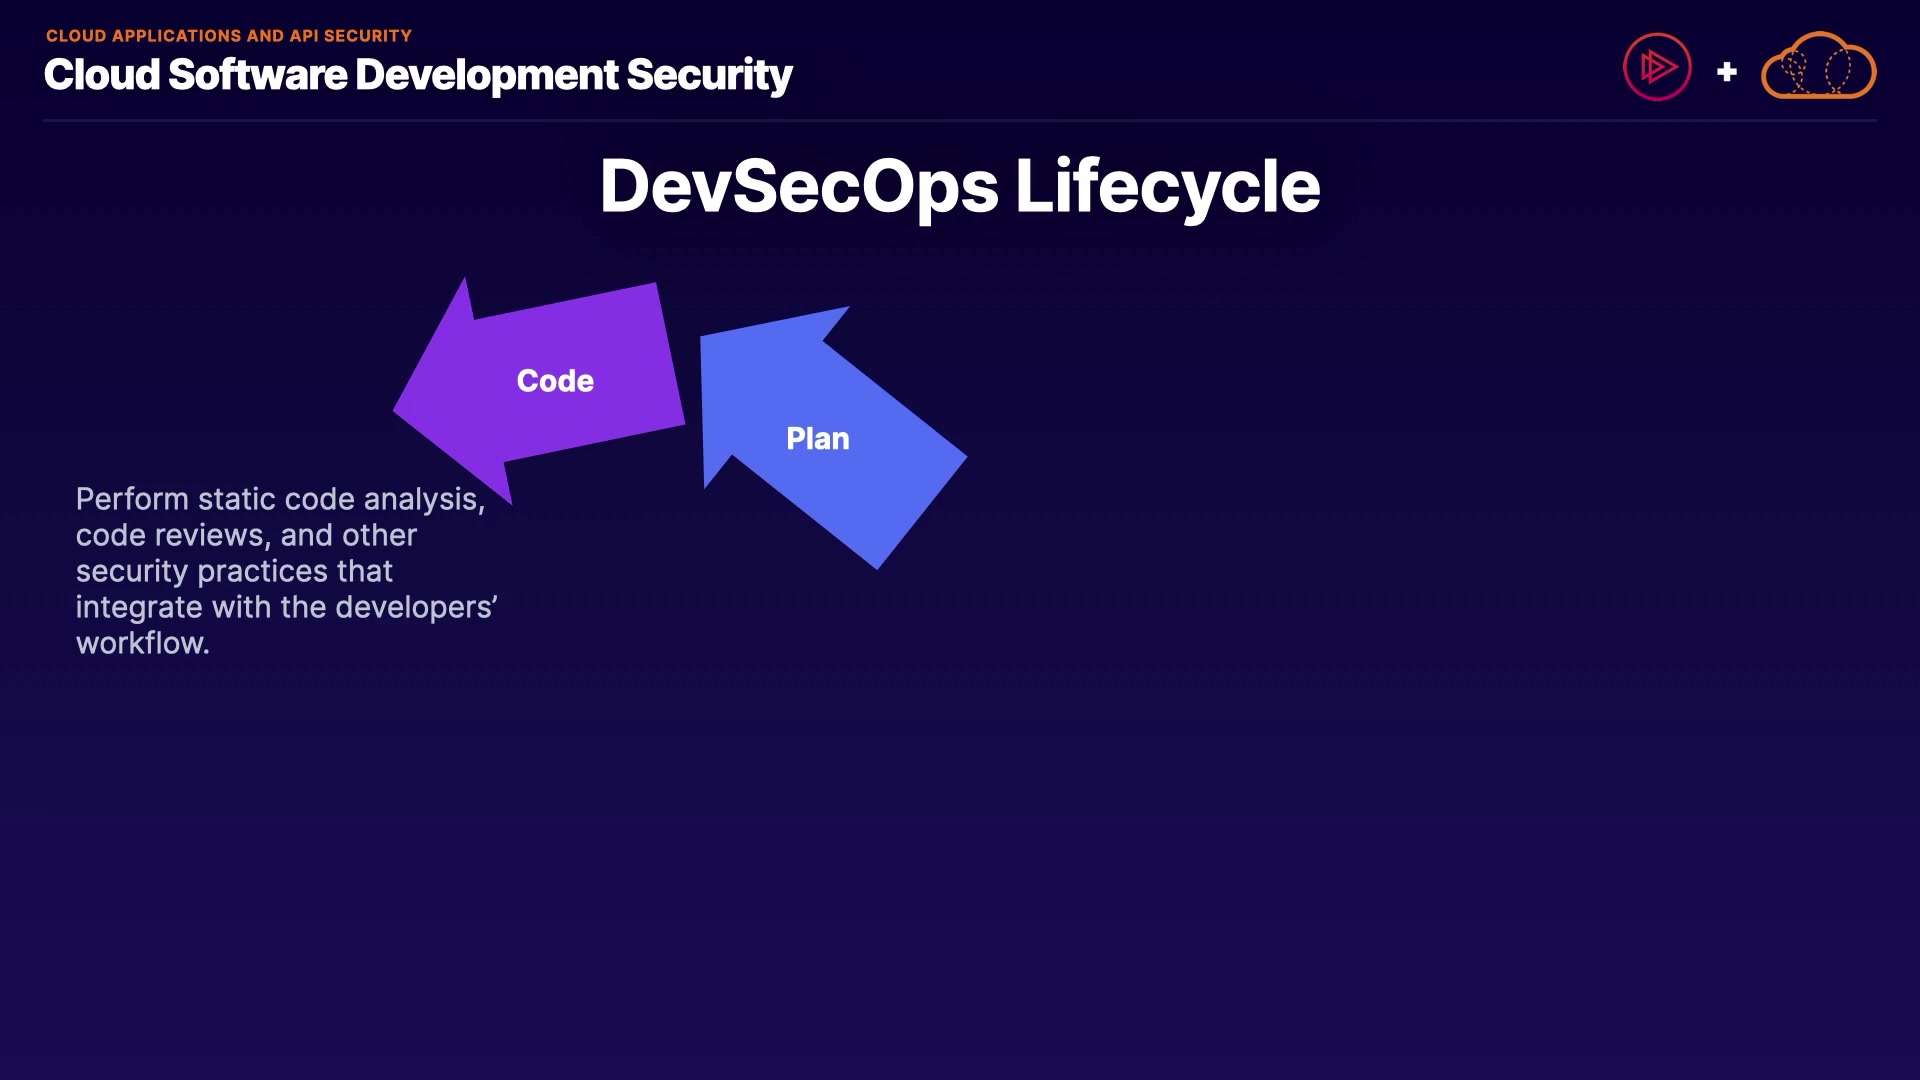 CLOUD APPLICATIONS AND API SECURITY
Cloud Software Development Security
DevSecOps Lifecycle
Code
Plan
Perform static code analysis,
code reviews, and other
security practices that
integrate with the developers’
workflow.